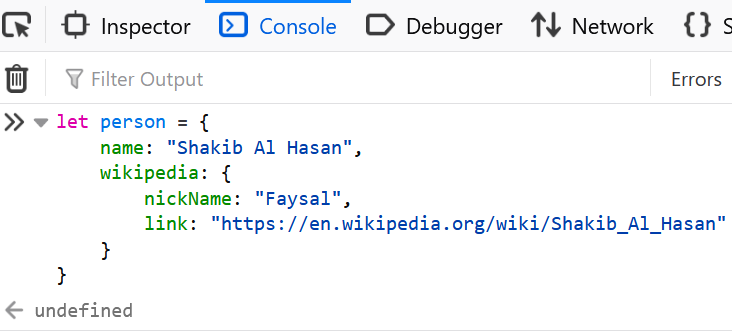 Inspector Console Debugger Network {} S
Filter Output Errors
>> let person = {
    name: "Shakib Al Hasan",
    wikipedia: {
        nickName: "Faysal",
        link: "https://en.wikipedia.org/wiki/Shakib_Al_Hasan"
    }
}
undefined